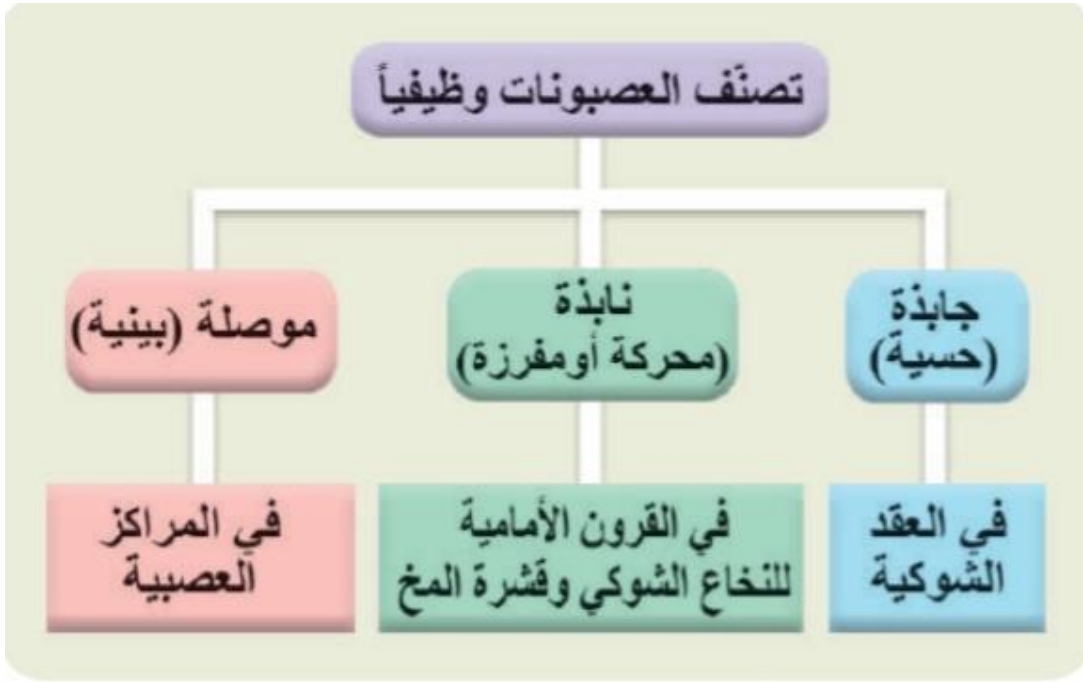 تصنّف العصبونات وظيفياً
جابذة
(حسية)
نابذة
(محركة أومفرزة)
موصلة (بينية)
في العقد
الشوكية
في القرون الأمامية
للنخاع الشوكي وقشرة المخ
في المراكز
العصبية